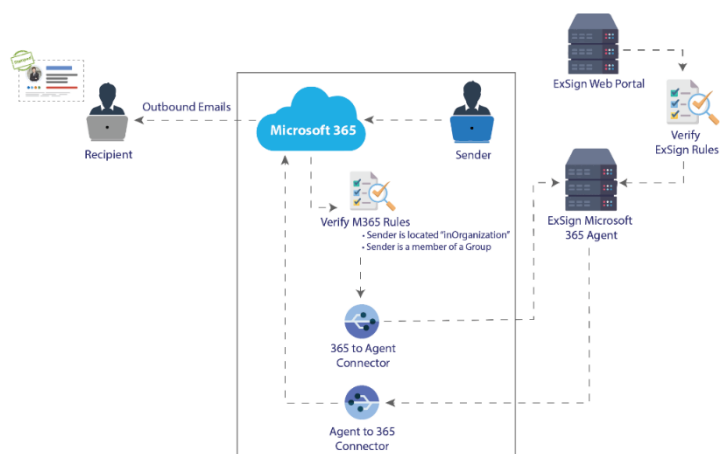 ExSign Web Portal
Outbound Emails
Microsoft 365
Recipient
Sender
Verify
ExSign Rules
Verify M365 Rules
• Sender is located "inOrganization"
• Sender is a member of a Group
ExSign Microsoft
365 Agent
365 to Agent
Connector
Agent to 365
Connector